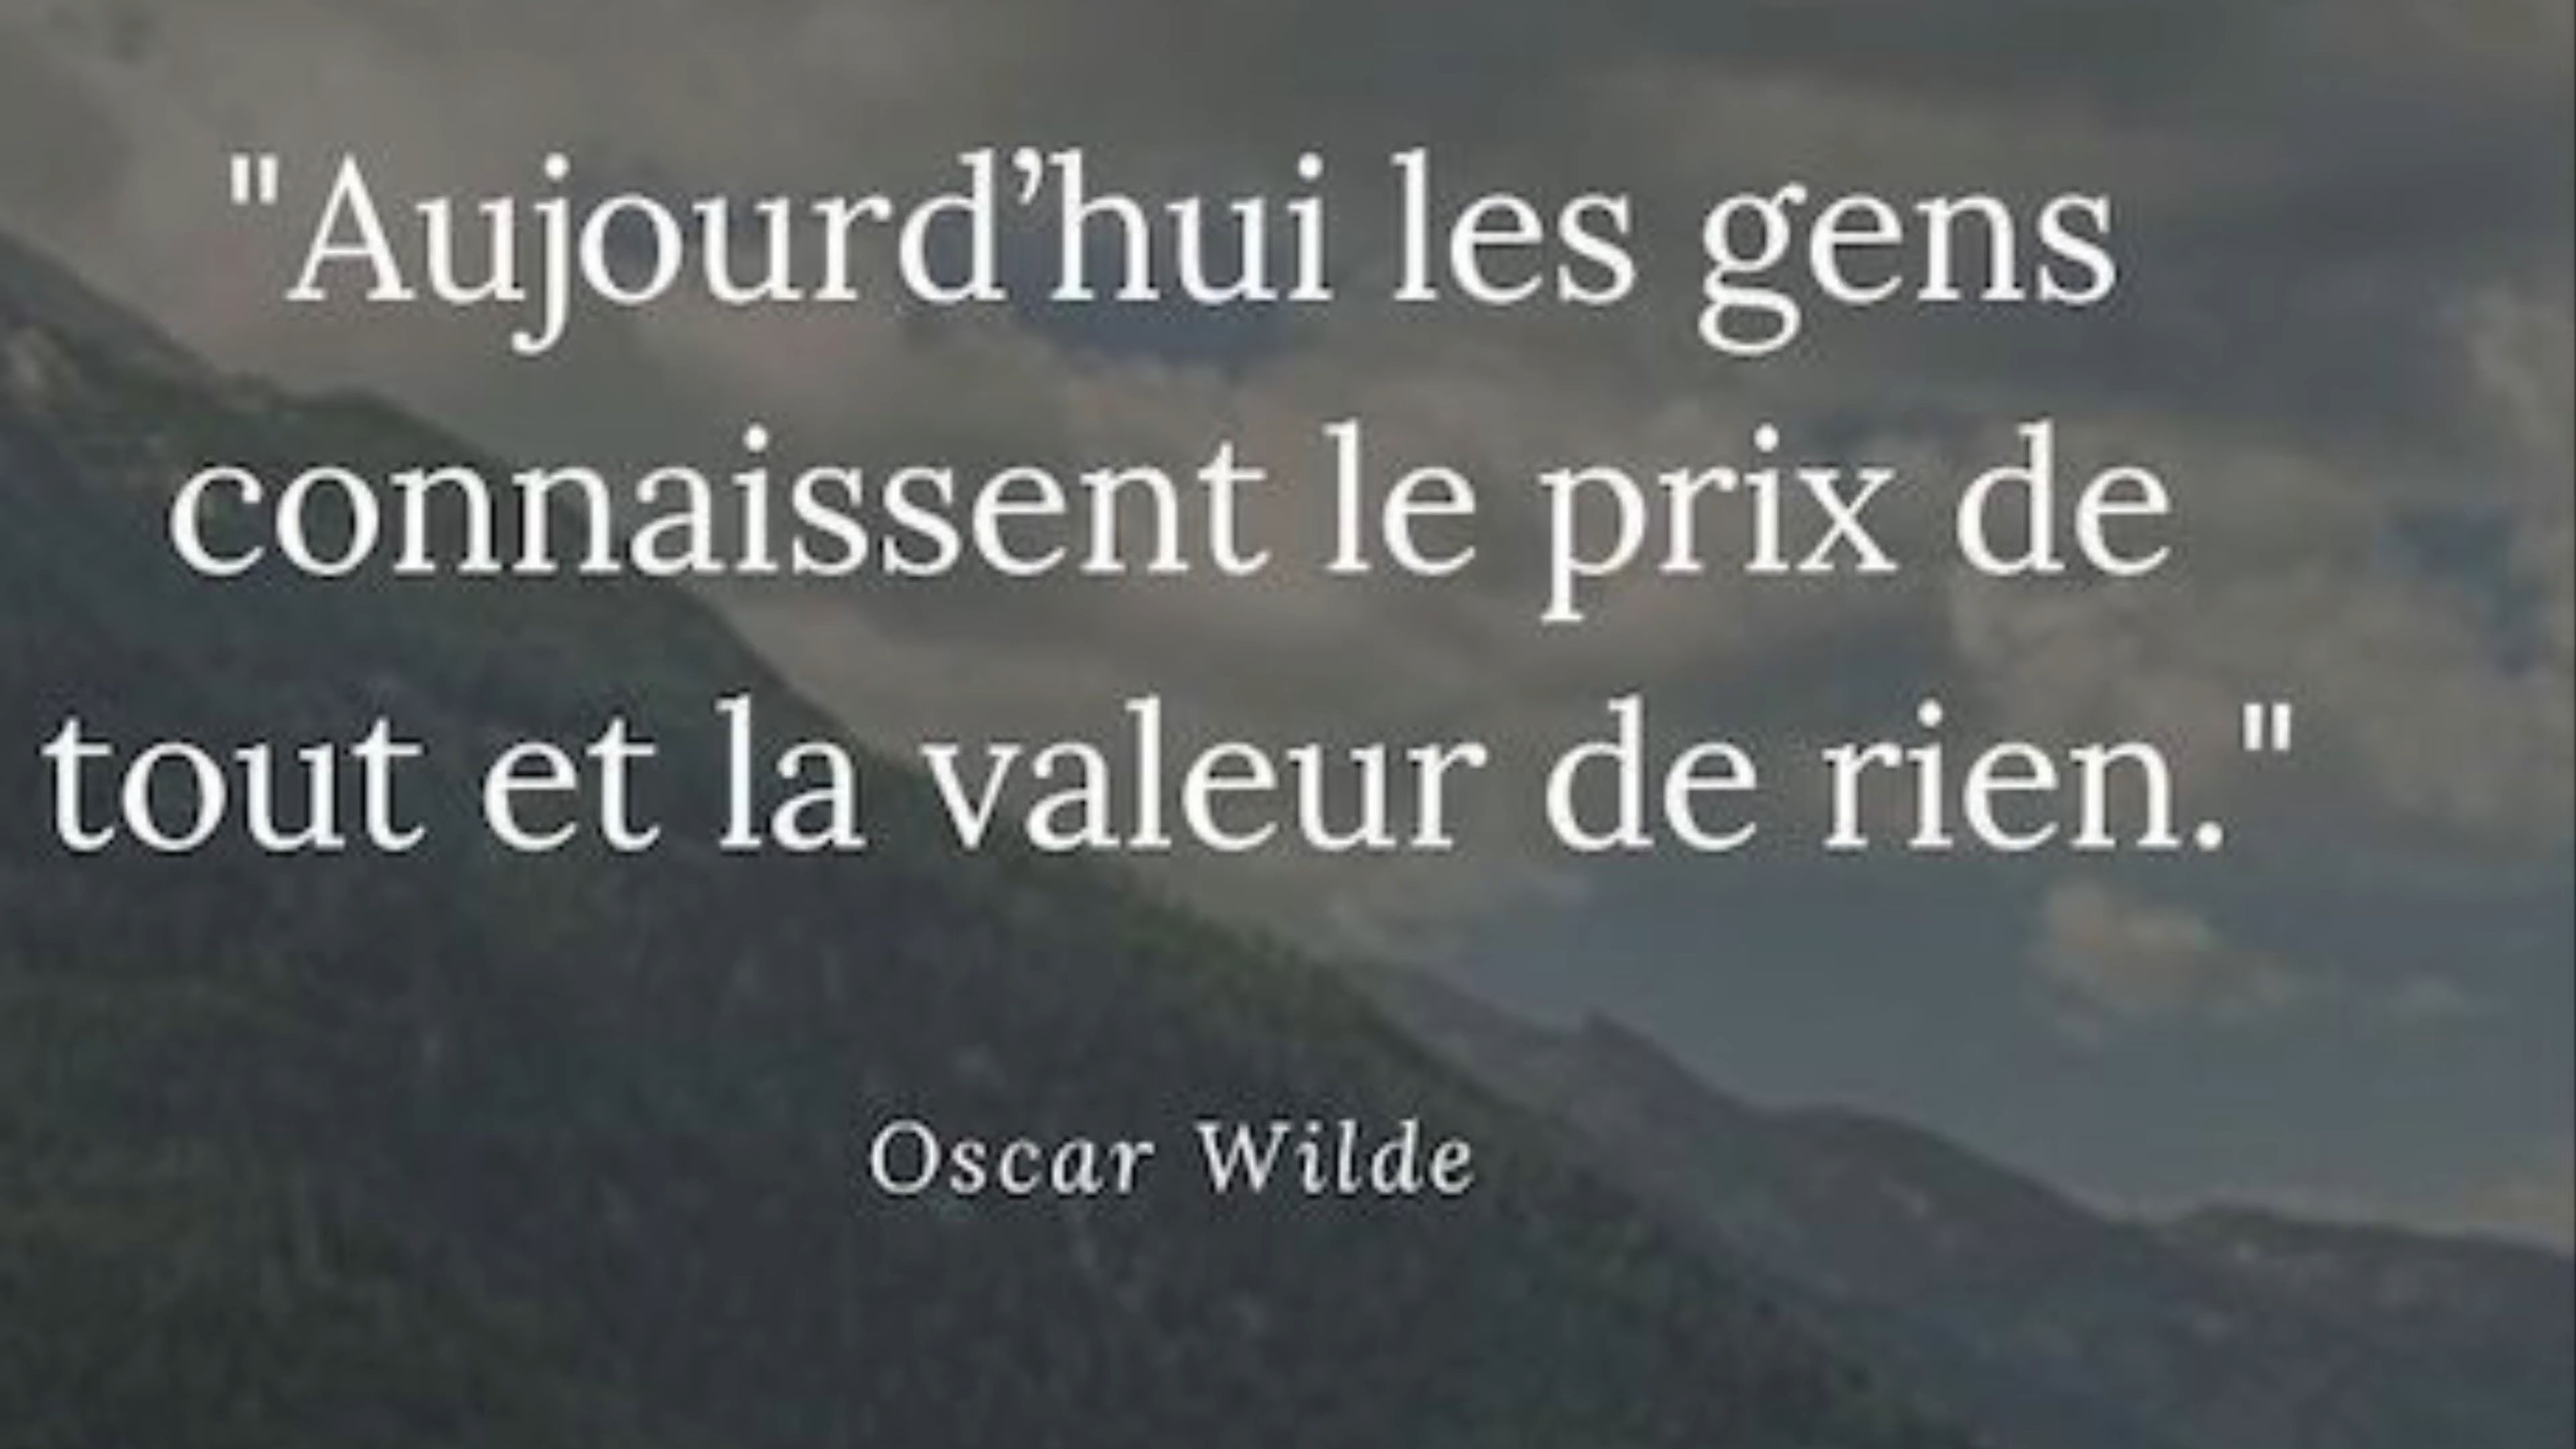 "Aujourd’hui les gens
connaissent le prix de
tout et la valeur de rien."
Oscar Wilde